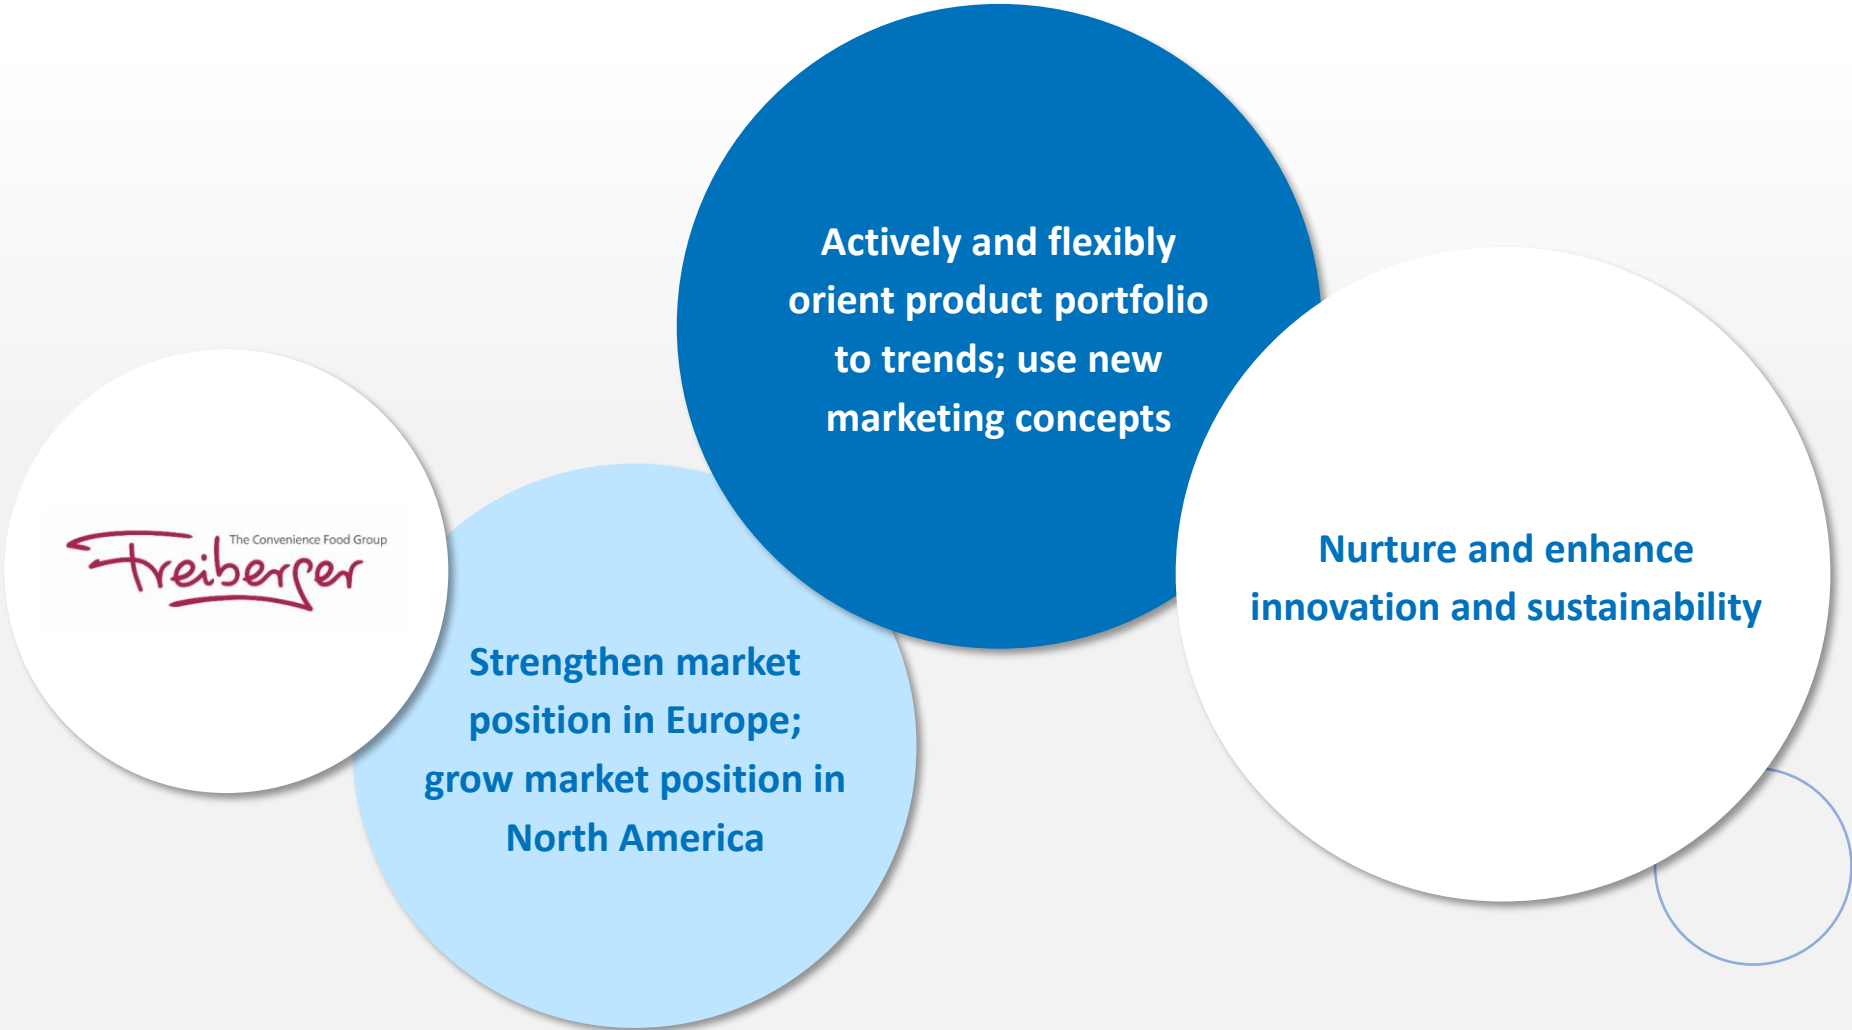 The Convenience Food Group
Freiberger
Strengthen market
position in Europe;
grow market position in
North America
Actively and flexibly
orient product portfolio
to trends; use new
marketing concepts
Nurture and enhance
innovation and sustainability